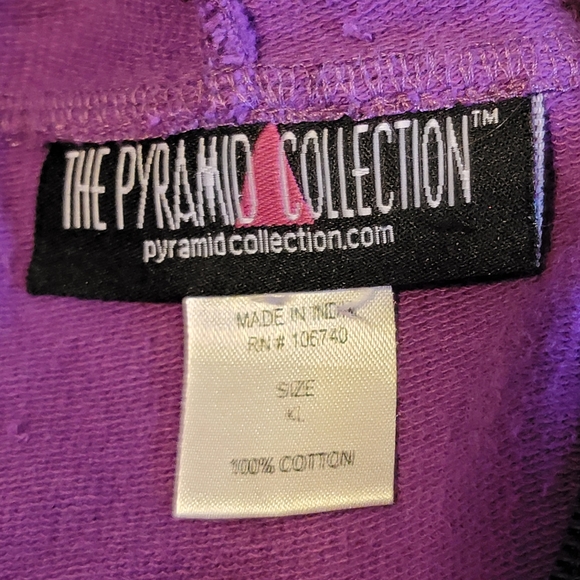 THE PYRAMID COLLECTION™
pyramidcollection.com
MADE IN INDIA
RN # 106740
SIZE
XL
100% COTTON